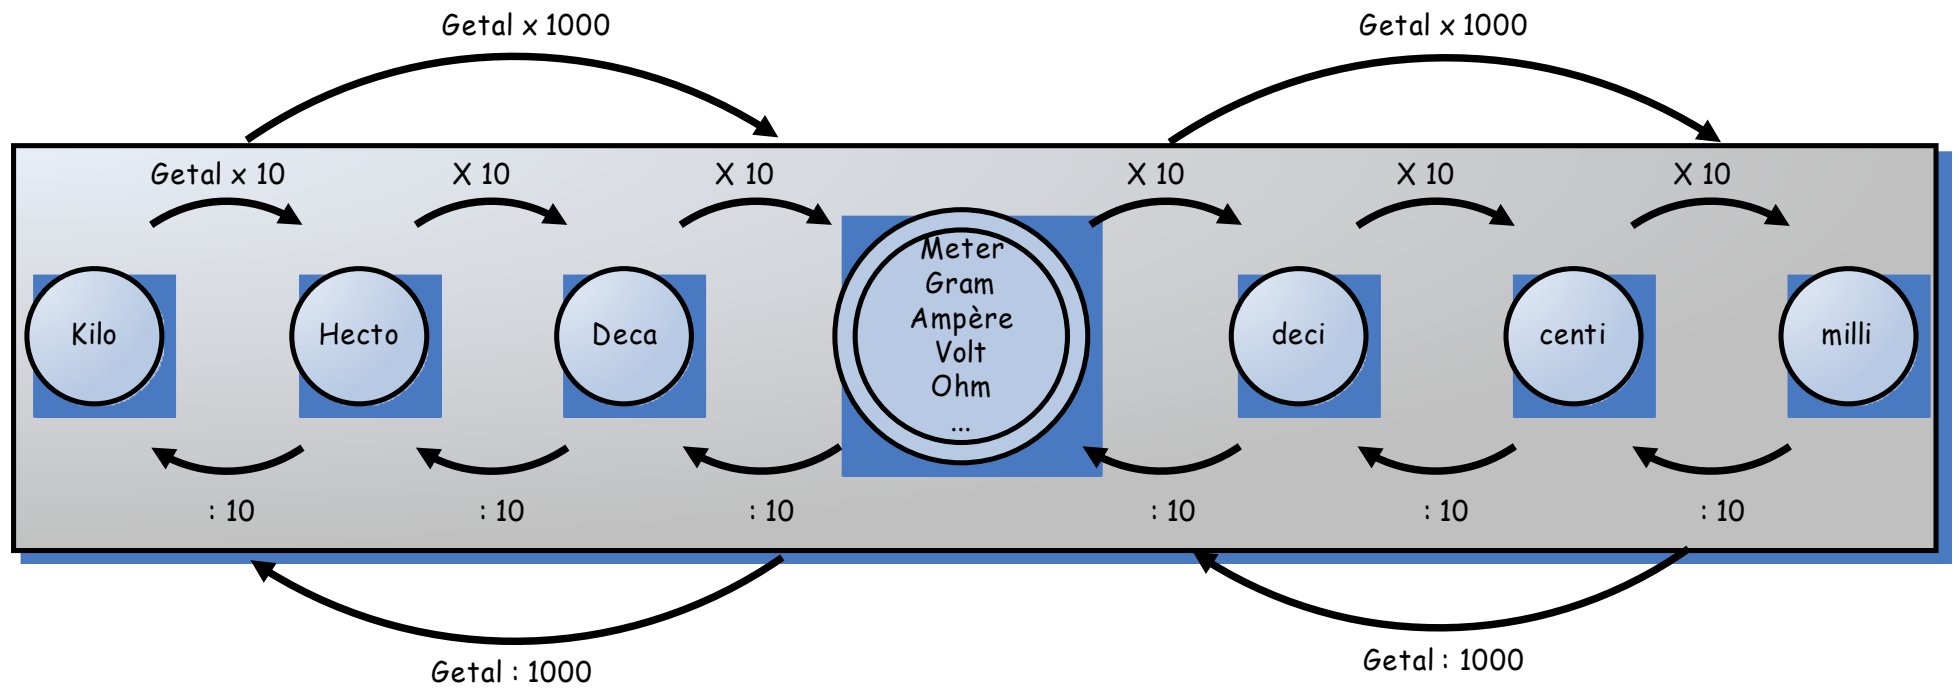 Getal x 1000
Getal x 1000
Getal x 10
X 10
X 10
X 10
X 10
X 10
Kilo
Hecto
Deca
Meter
Gram
Ampère
Volt
Ohm
...
deci
centi
milli
: 10
: 10
: 10
: 10
: 10
: 10
Getal : 1000
Getal : 1000